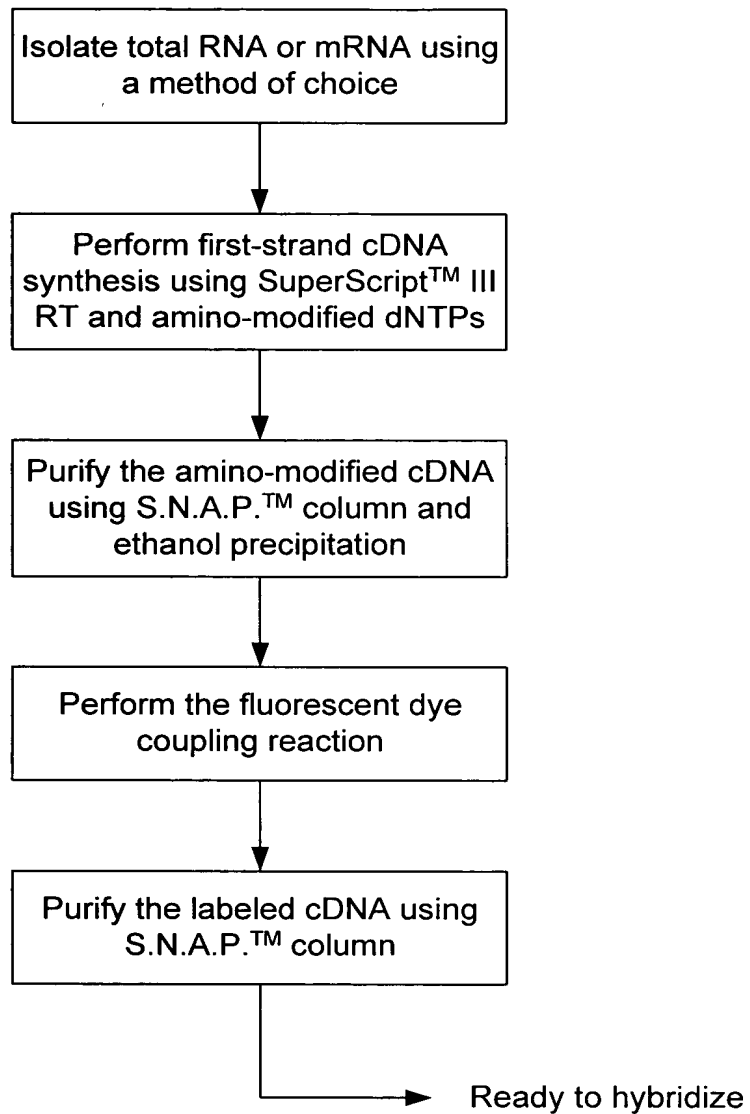 Isolate total RNA or mRNA using
a method of choice
Perform first-strand cDNA
synthesis using SuperScript™ III
RT and amino-modified dNTPs
Purify the amino-modified cDNA
using S.N.A.P.™ column and
ethanol precipitation
Perform the fluorescent dye
coupling reaction
Purify the labeled cDNA using
S.N.A.P.™ column
Ready to hybridize